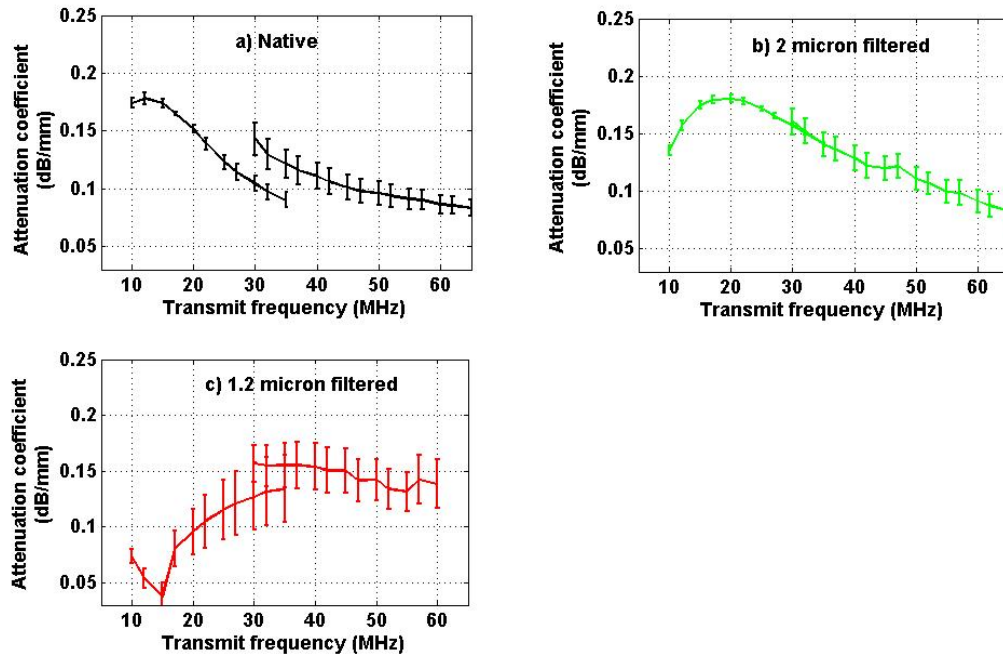 0.25
a) Native
0.2
0.15
0.1
0.05
10 20 30 40 50 60
Transmit frequency (MHz)
Attenuation coefficient
(dB/mm)
0.25
b) 2 micron filtered
0.2
0.15
0.1
0.05
10 20 30 40 50 60
Transmit frequency (MHz)
Attenuation coefficient
(dB/mm)
0.25
c) 1.2 micron filtered
0.2
0.15
0.1
0.05
10 20 30 40 50 60
Transmit frequency (MHz)
Attenuation coefficient
(dB/mm)